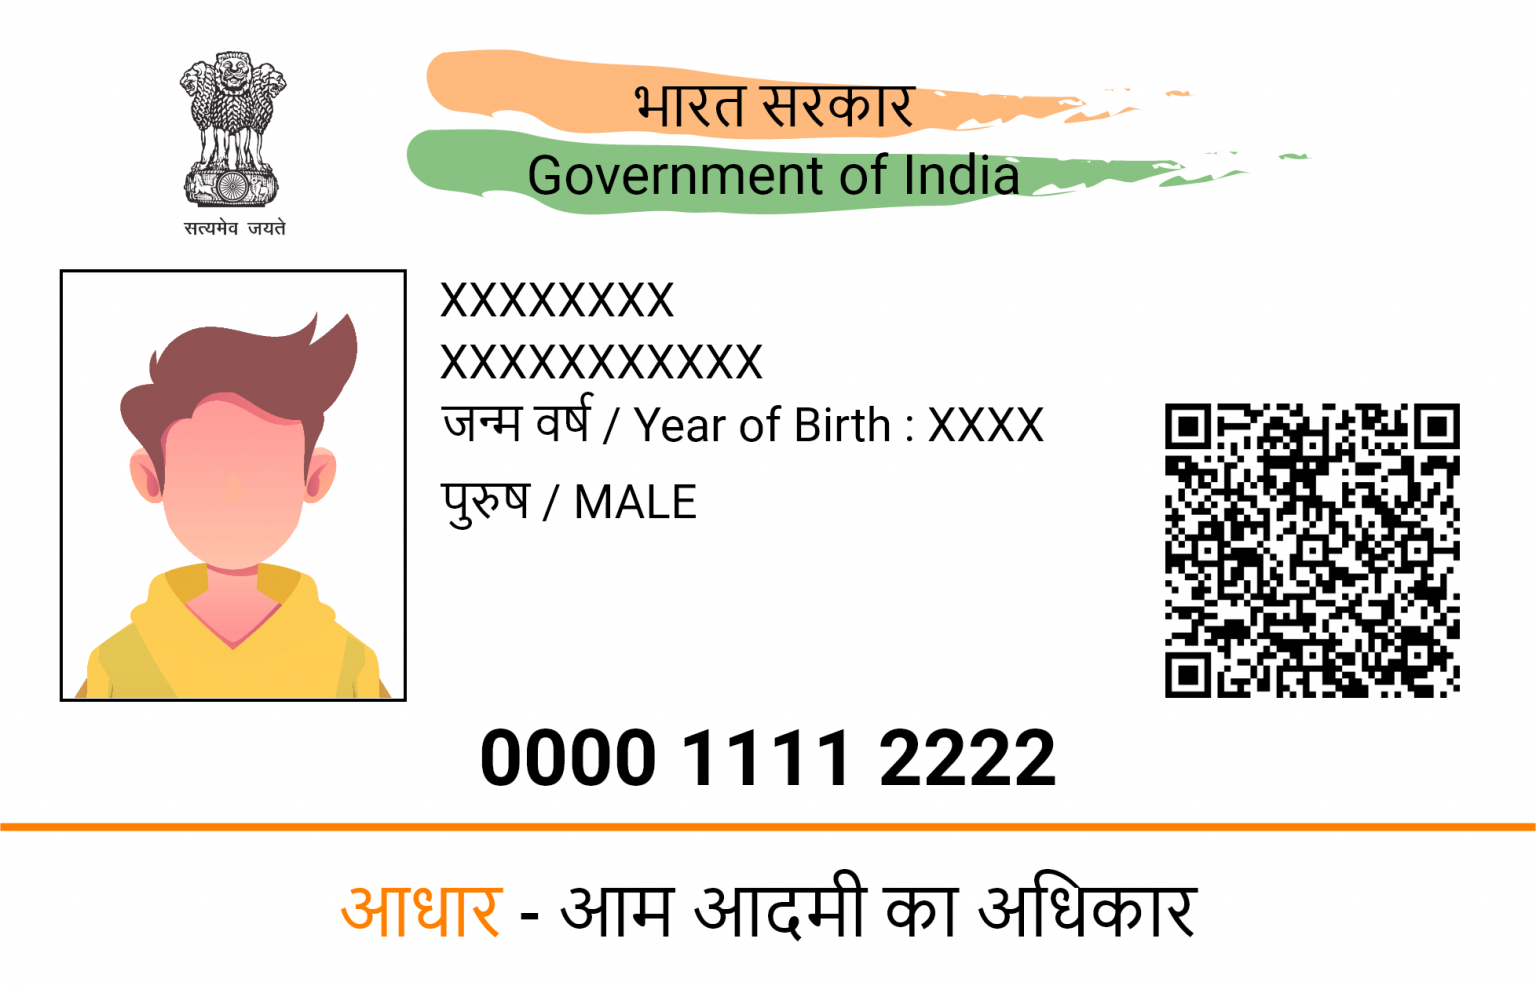 भारत सरकार
Government of India
सत्यमेव जयते
XXXXXXXX
XXXXXXXXXXX
जन्म वर्ष / Year of Birth : XXXX
पुरुष / MALE
0000 1111 2222
आधार - आम आदमी का अधिकार